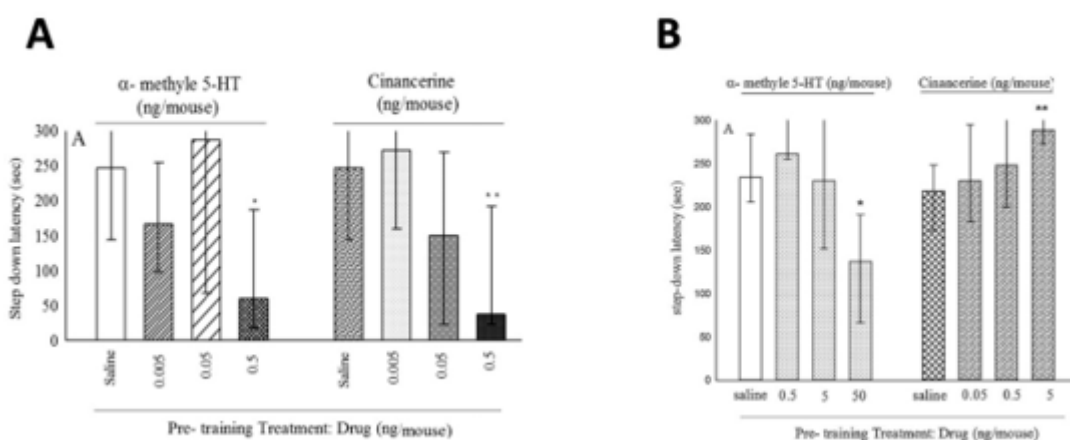 A
B
α- methyle 5-HT
(ng/mouse)
Cinancerine
(ng/mouse)
A
Step down latency (sec)
300
250
200
150
100
50
0
*
**
Saline
0.005
0.05
0.5
Saline
0.005
0.05
0.5
Pre- training Treatment: Drug (ng/mouse)
α- methyle 5-HT (ng/mouse)
Cinancerine (ng/mouse)
A
step-down latency (sec)
300
250
200
150
100
50
0
*
**
saline 0.5 5 50 saline 0.05 0.5 5
Pre- training Treatment: Drug (ng/mouse)